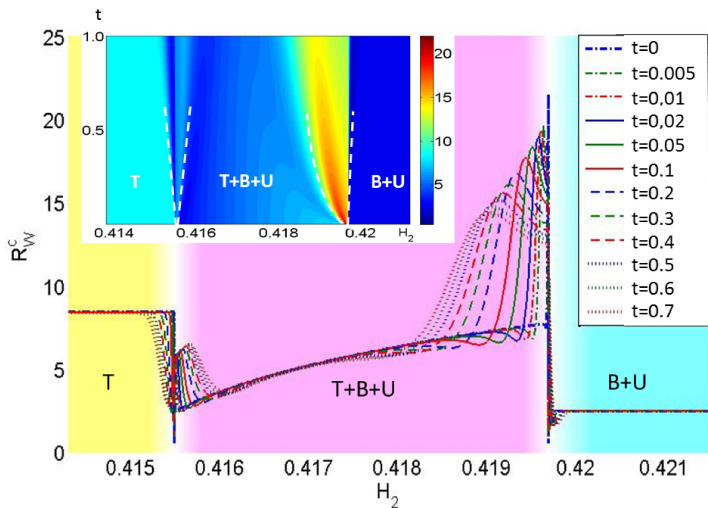 t
25
20
15
10
5
0
R_W^c
1.0
0.5
T
T+B+U
B+U
0.414
0.416
0.418
0.419
0.42
H₂
20
15
10
5
t=0
t=0.005
t=0,01
t=0,02
t=0.05
t=0.1
t=0.2
t=0.3
t=0.4
t=0.5
t=0.6
t=0.7
T
T+B+U
B+U
0.415
0.416
0.417
0.418
0.419
0.42
0.421
H₂